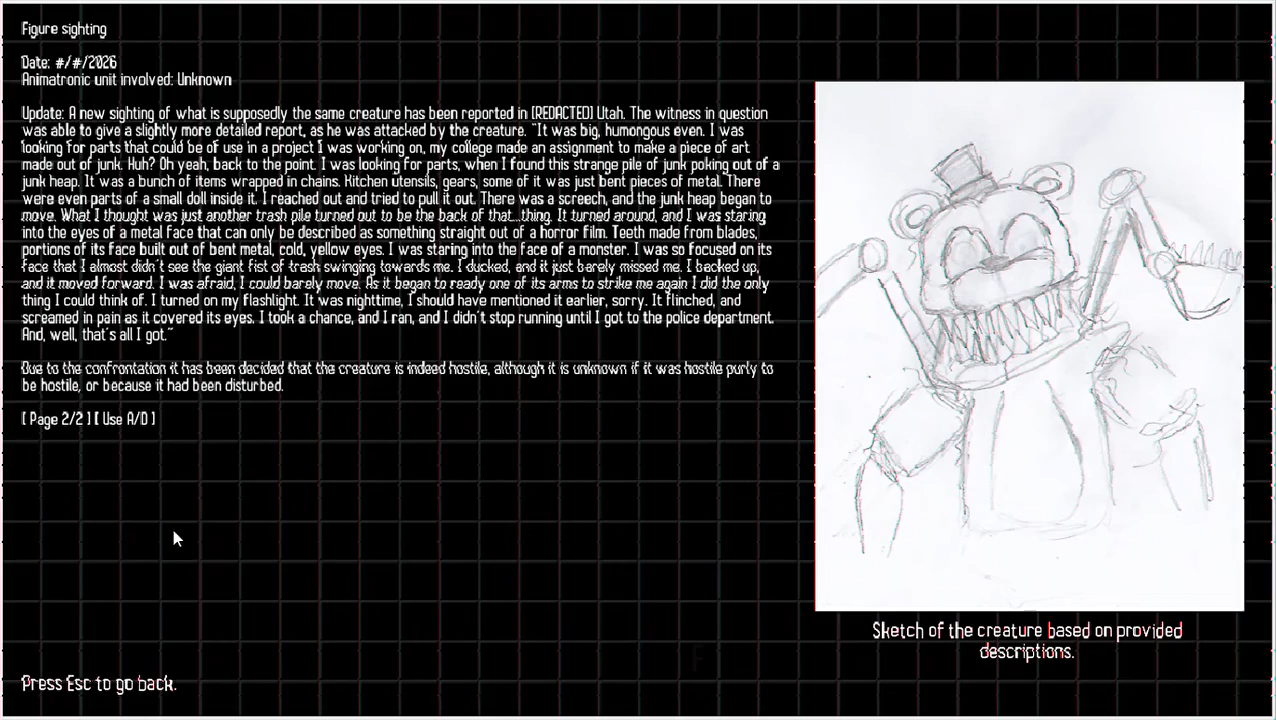 Figure sighting
Date: #/#/2026
Animatronic unit involved: Unknown
Update: A new sighting of what is supposedly the same creature has been reported in [REDACTED] Utah. The witness in question
was able to give a slightly more detailed report, as he was attacked by the creature. "It was big, humongous even. I was
looking for parts that could be of use in a project I was working on, my college made an assignment to make a piece of art
made out of junk. Huh? Oh yeah, back to the point. I was looking for parts, when I found this strange pile of junk poking out of a
junk heap. It was a bunch of items wrapped in chains. Kitchen utensils, gears, some of it was just bent pieces of metal. There
were even parts of a small doll inside it. I reached out and tried to pull it out. There was a screech, and the junk heap began to
move. What I thought was just another trash pile turned out to be the back of that...thing. It turned around, and I was staring
into the eyes of a metal face that can only be described as something straight out of a horror film. Teeth made from blades,
portions of its face built out of bent metal, cold, yellow eyes. I was staring into the face of a monster. I was so focused on its
face that I almost didn't see the giant fist of trash swinging towards me. I ducked, and it just barely missed me. I backed up,
and it moved forward. I was afraid, I could barely move. As it began to ready one of its arms to strike me again I did the only
thing I could think of. I turned on my flashlight. It was nighttime, I should have mentioned it earlier, sorry. It flinched, and
screamed in pain as it covered its eyes. I took a chance, and I ran, and I didn't stop running until I got to the police department.
And, well, that's all I got."
Due to the confrontation it has been decided that the creature is indeed hostile, although it is unknown if it was hostile purly to
be hostile, or because it had been disturbed.
[ Page 2/2 ] [ Use A/D ]
Sketch of the creature based on provided
descriptions.
Press Esc to go back.